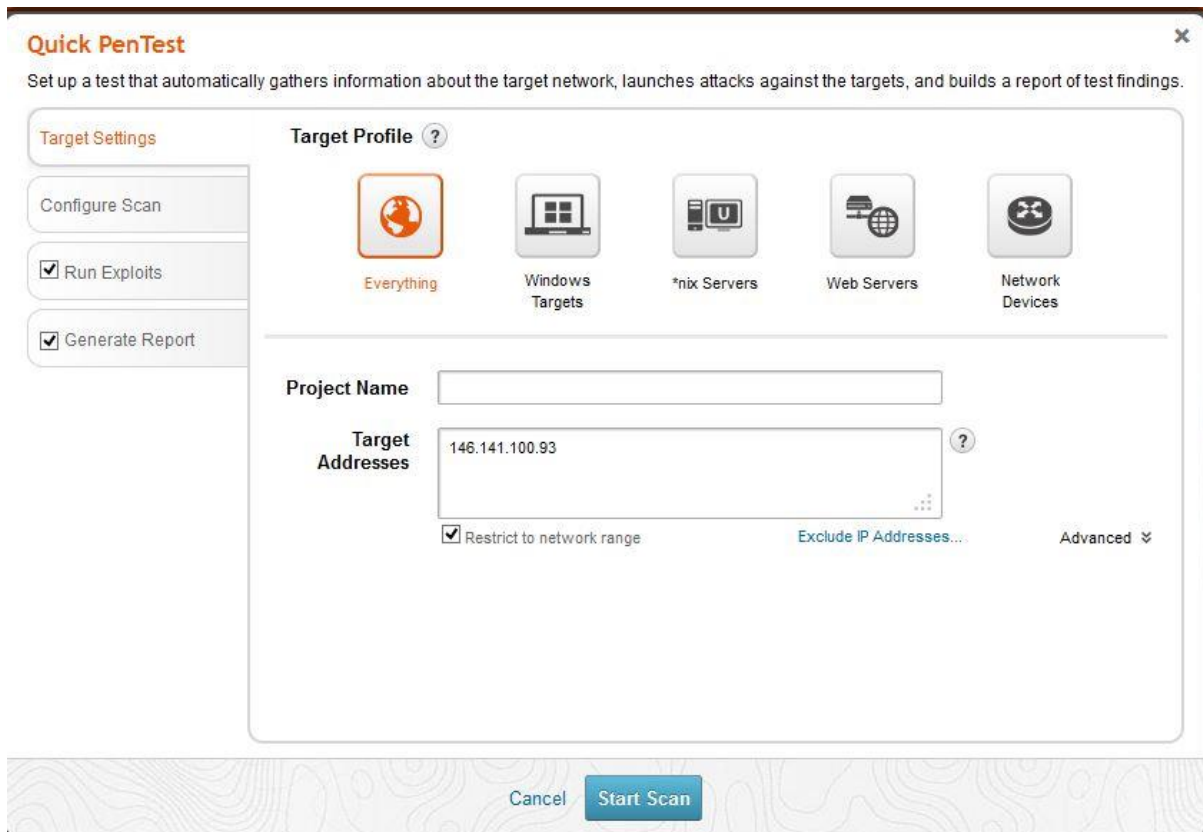 Quick PenTest
Set up a test that automatically gathers information about the target network, launches attacks against the targets, and builds a report of test findings.
Target Settings
Configure Scan
Run Exploits
Generate Report
Target Profile ?
Everything
Windows
Targets
*nix Servers
Web Servers
Network
Devices
Project Name
Target
Addresses
146.141.100.93
?
Restrict to network range
Exclude IP Addresses...
Advanced
Cancel
Start Scan